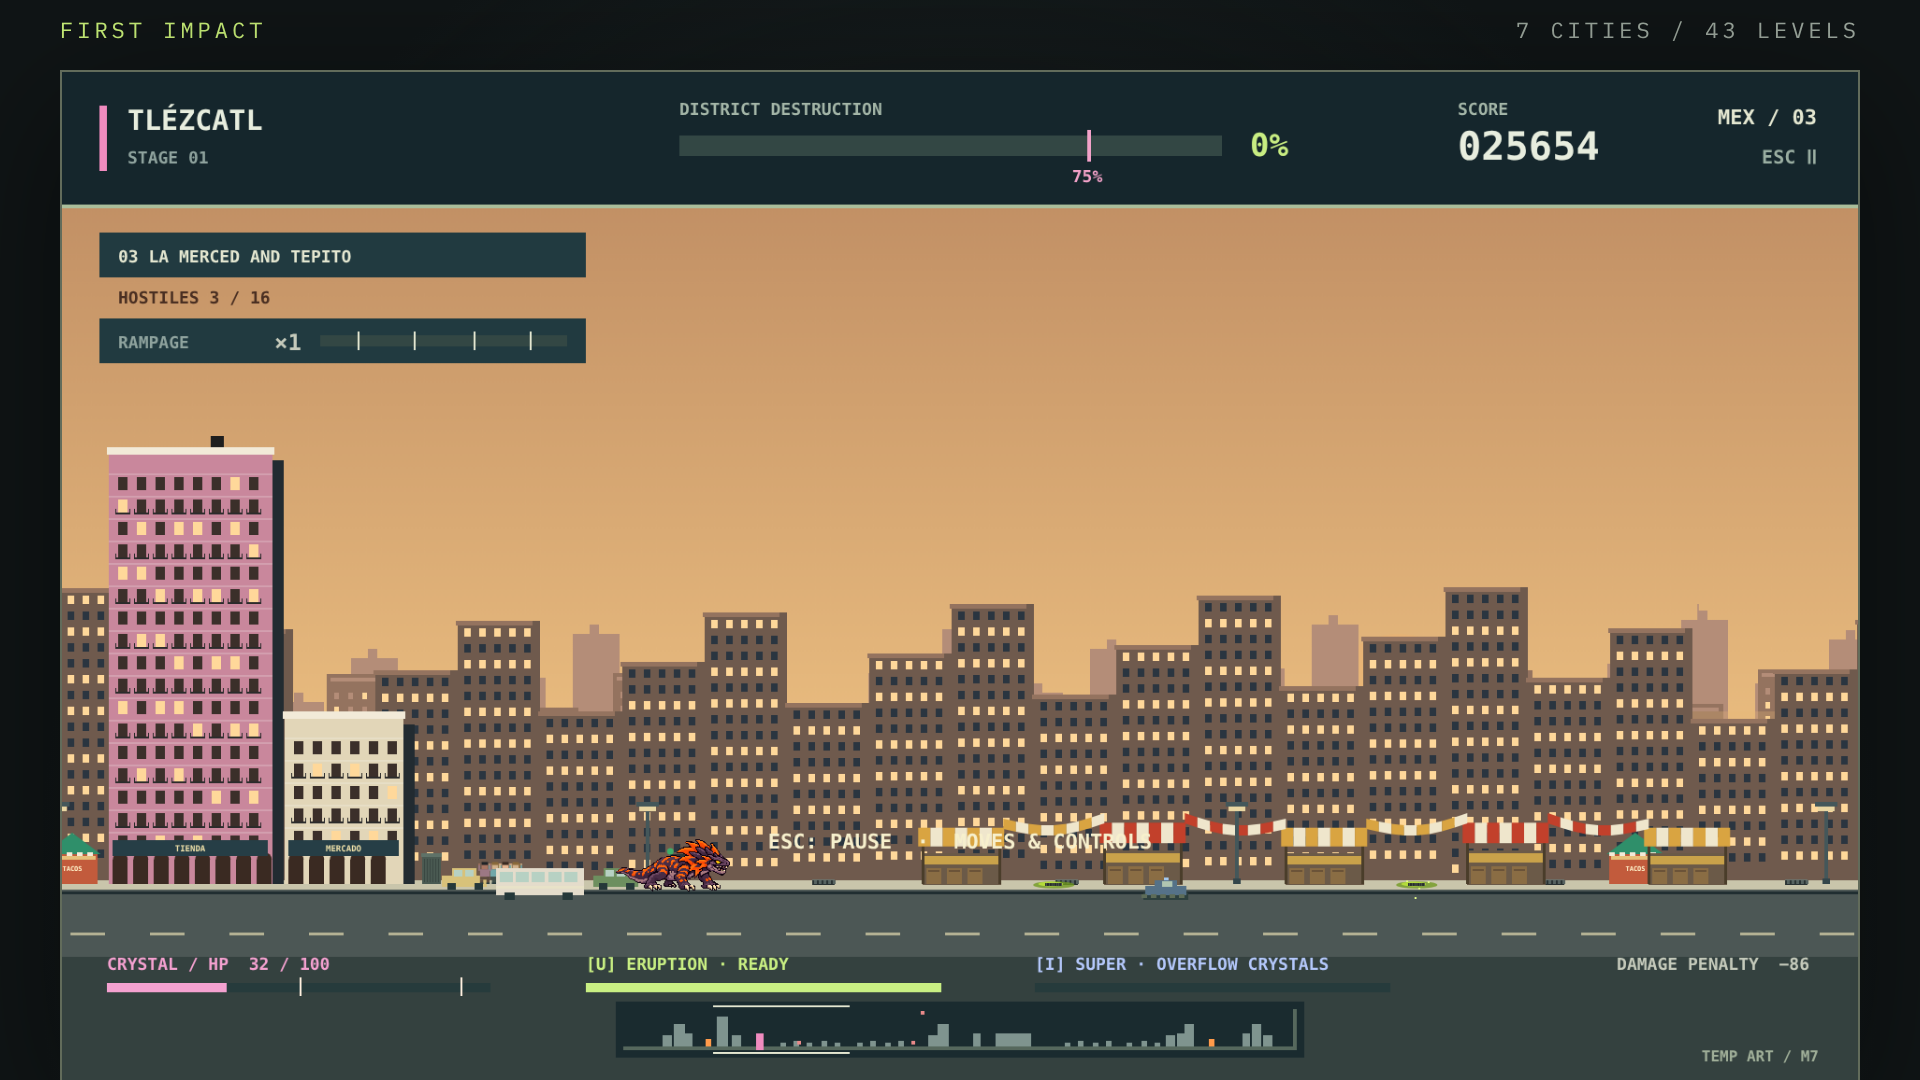 FIRST IMPACT
7 CITIES / 43 LEVELS
TLÉZCATL
STAGE 01
DISTRICT DESTRUCTION
0%
75%
SCORE
025654
MEX / 03
ESC II
03 LA MERCED AND TEPITO
HOSTILES 3 / 16
RAMPAGE ×1
TIENDA
MERCADO
TACOS
ESC: PAUSE · MOVES & CONTROLS
TACOS
CRYSTAL / HP 32 / 100
[U] ERUPTION · READY
[I] SUPER · OVERFLOW CRYSTALS
DAMAGE PENALTY −86
TEMP ART / M7